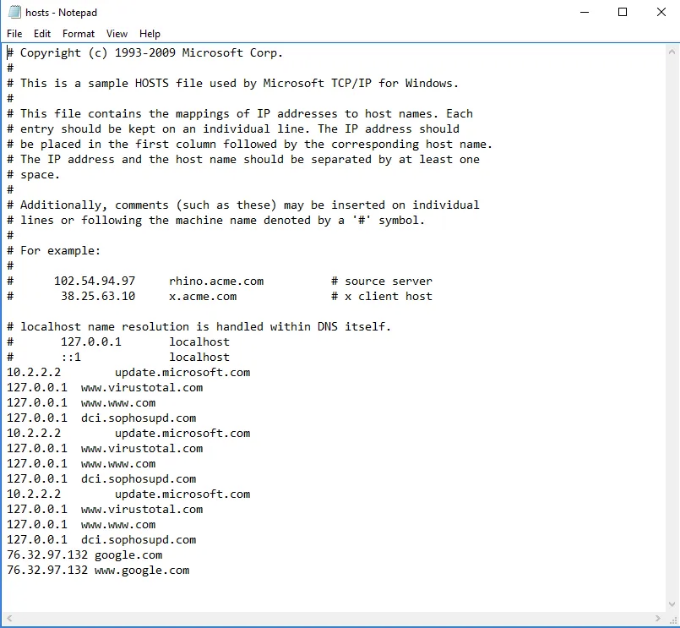 hosts - Notepad
File Edit Format View Help
# Copyright (c) 1993-2009 Microsoft Corp.
#
# This is a sample HOSTS file used by Microsoft TCP/IP for Windows.
#
# This file contains the mappings of IP addresses to host names. Each
# entry should be kept on an individual line. The IP address should
# be placed in the first column followed by the corresponding host name.
# The IP address and the host name should be separated by at least one
# space.
#
# Additionally, comments (such as these) may be inserted on individual
# lines or following the machine name denoted by a '#' symbol.
#
# For example:
#
#      102.54.94.97     rhino.acme.com          # source server
#       38.25.63.10     x.acme.com              # x client host

# localhost name resolution is handled within DNS itself.
#       127.0.0.1       localhost
#       ::1             localhost
10.2.2.2        update.microsoft.com
127.0.0.1  www.virustotal.com
127.0.0.1  www.www.com
127.0.0.1  dci.sophosupd.com
10.2.2.2        update.microsoft.com
127.0.0.1  www.virustotal.com
127.0.0.1  www.www.com
127.0.0.1  dci.sophosupd.com
10.2.2.2        update.microsoft.com
127.0.0.1  www.virustotal.com
127.0.0.1  www.www.com
127.0.0.1  dci.sophosupd.com
76.32.97.132 google.com
76.32.97.132 www.google.com